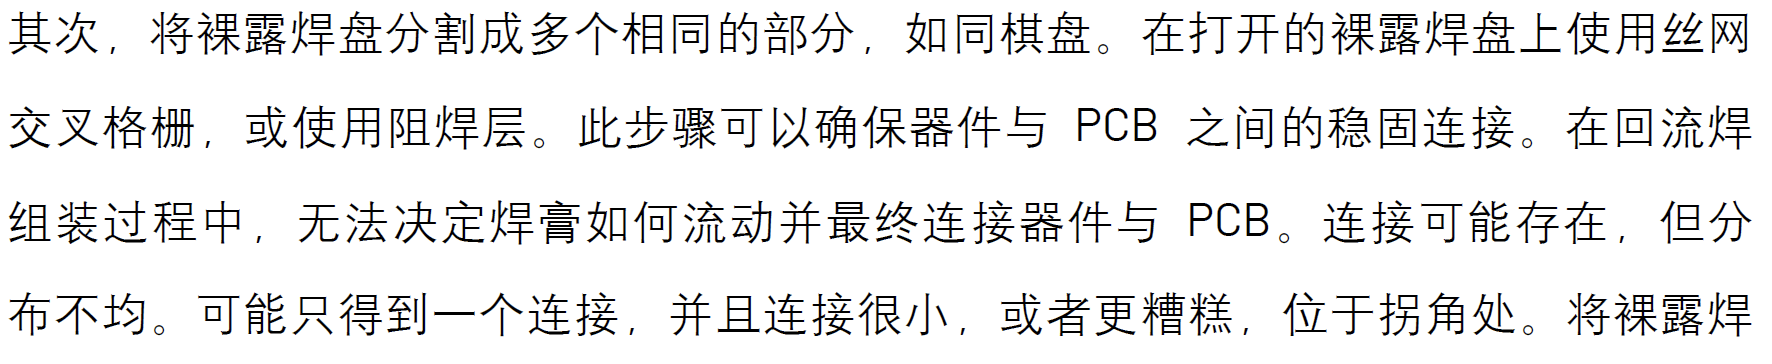 其次，将裸露焊盘分割成多个相同的部分，如同棋盘。在打开的裸露焊盘上使用丝网
交叉格栅，或使用阻焊层。此步骤可以确保器件与 PCB 之间的稳固连接。在回流焊
组装过程中，无法决定焊膏如何流动并最终连接器件与 PCB。连接可能存在，但分
布不均。可能只得到一个连接，并且连接很小，或者更糟糕，位于拐角处。将裸露焊